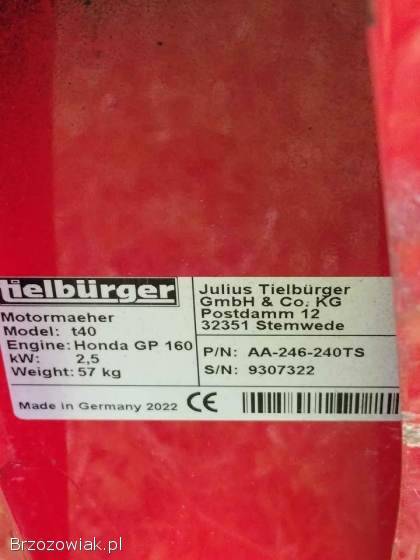 tielbürger
Motormaeher
Model: t40
Engine: Honda GP 160
kW: 2,5
Weight: 57 kg
Julius Tielbürger
GmbH & Co. KG
Postdamm 12
32351 Stemwede
P/N: AA-246-240TS
S/N: 9307322
Made in Germany 2022 CE
Brzozowiak.pl